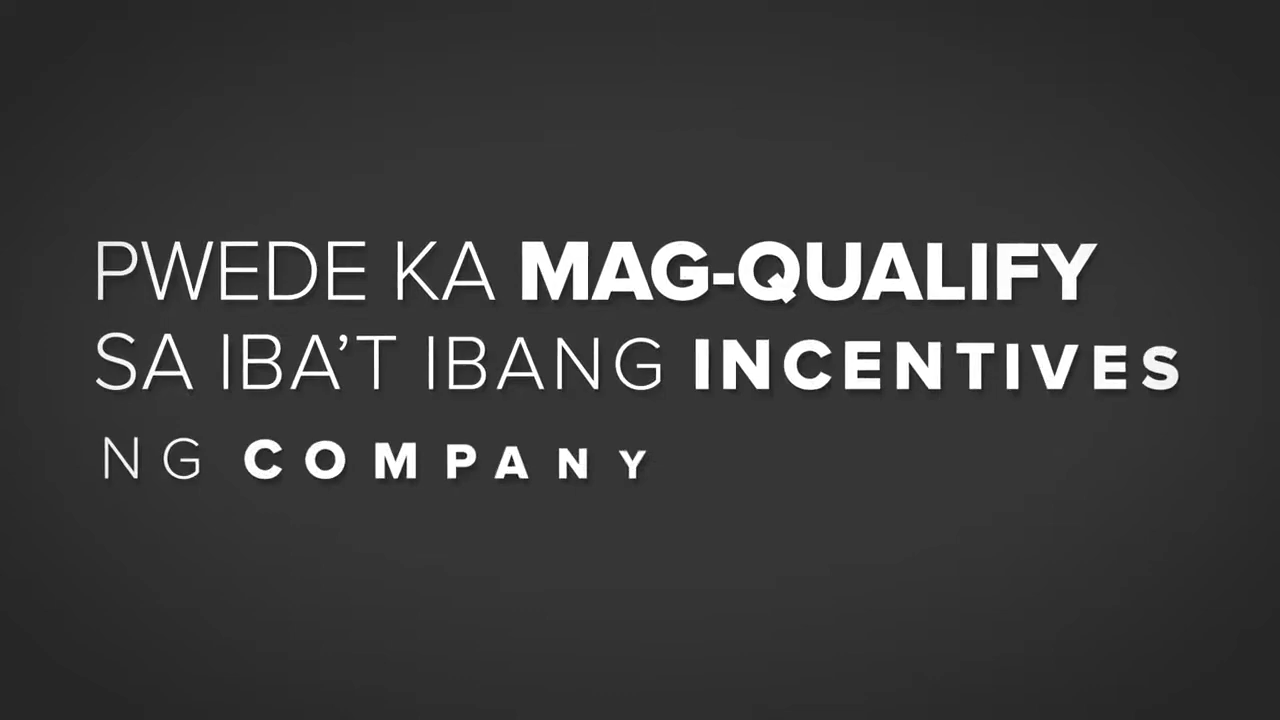 PWEDE KA MAG-QUALIFY
SA IBA'T IBANG INCENTIVES
NG COMPANY